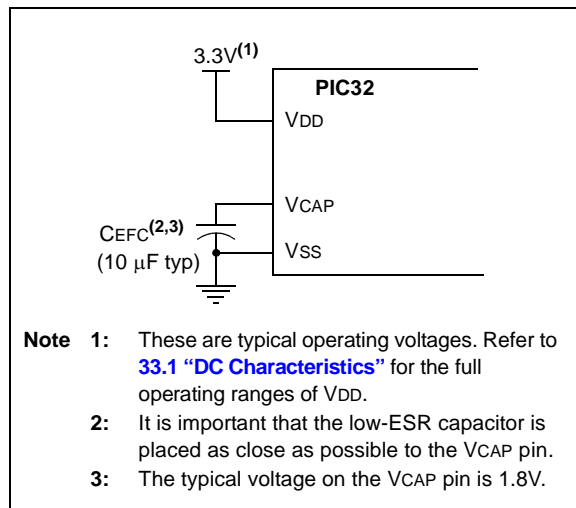 3.3V(1)
PIC32
VDD
VCAP
CEFC(2,3)
(10 μF typ)
VSS
Note 1: These are typical operating voltages. Refer to
33.1 “DC Characteristics” for the full
operating ranges of VDD.
2: It is important that the low-ESR capacitor is
placed as close as possible to the VCAP pin.
3: The typical voltage on the VCAP pin is 1.8V.